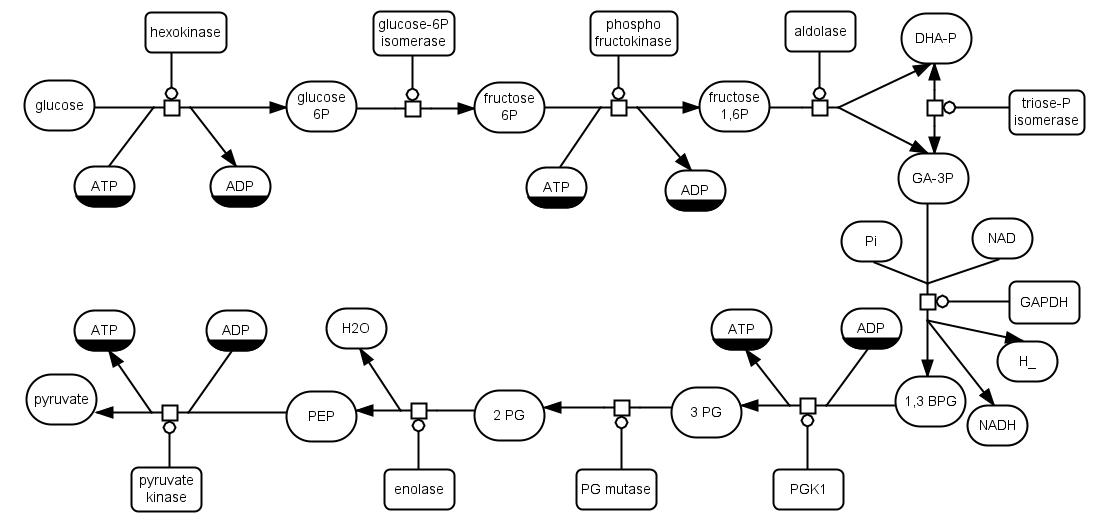 hexokinase
glucose-6P
isomerase
phospho
fructokinase
aldolase
DHA-P
glucose
glucose
6P
fructose
6P
fructose
1,6P
triose-P
isomerase
ATP
ADP
ATP
ADP
GA-3P
Pi
NAD
GAPDH
ATP
ADP
H2O
ATP
ADP
H_
pyruvate
PEP
2 PG
3 PG
1,3 BPG
NADH
pyruvate
kinase
enolase
PG mutase
PGK1